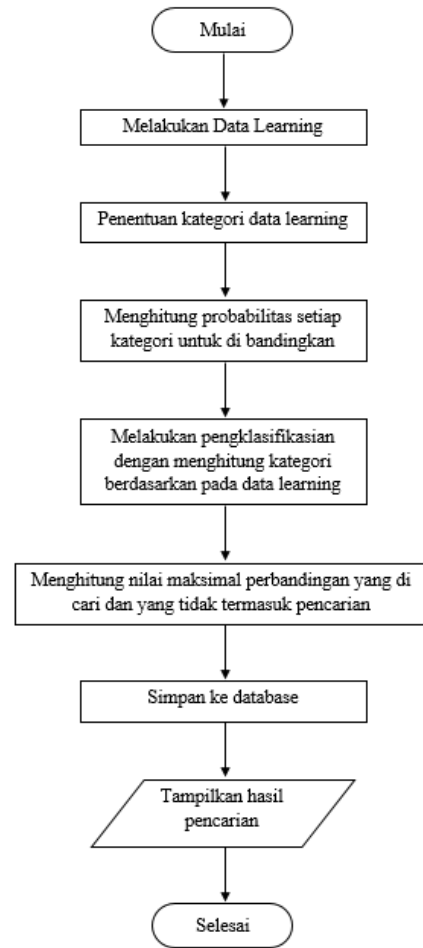 Mulai
Melakukan Data Learning
Penentuan kategori data learning
Menghitung probabilitas setiap
kategori untuk di bandingkan
Melakukan pengklasifikasian
dengan menghitung kategori
berdasarkan pada data learning
Menghitung nilai maksimal perbandingan yang di
cari dan yang tidak termasuk pencarian
Simpan ke database
Tampilkan hasil
pencarian
Selesai